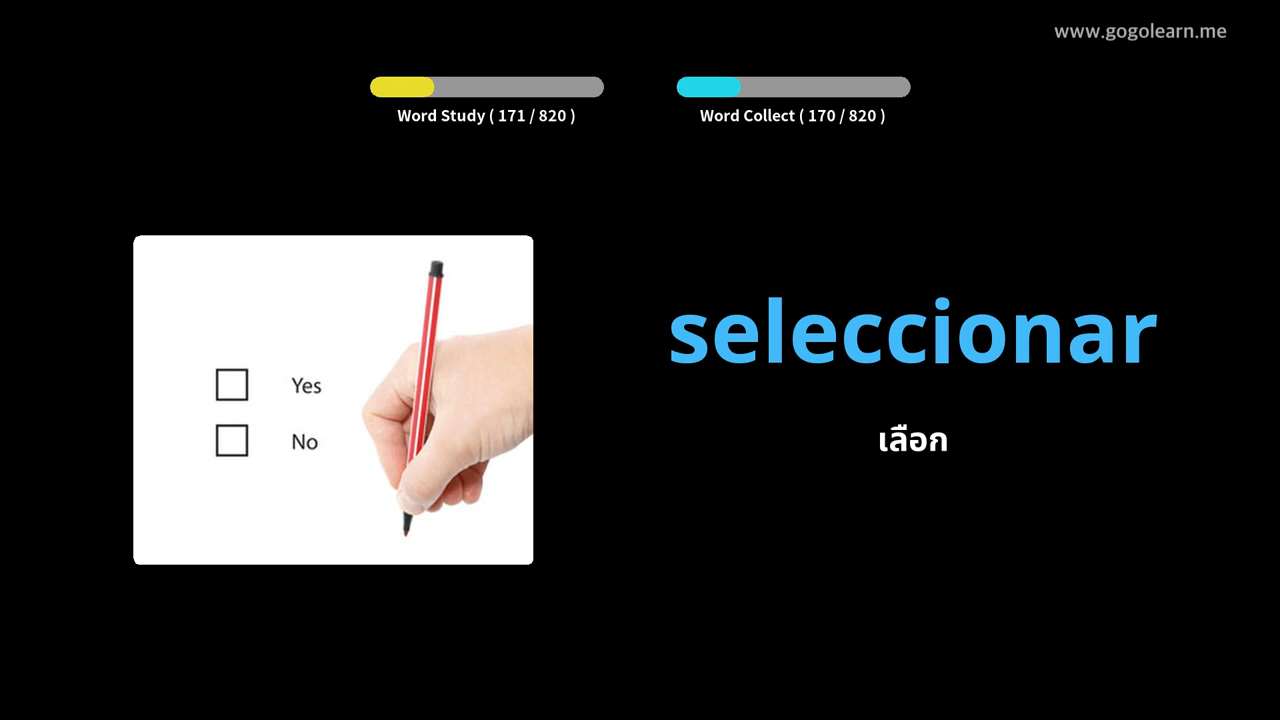 www.gogolearn.me
Word Study ( 171 / 820 )
Word Collect ( 170 / 820 )
Yes
No
seleccionar
เลือก